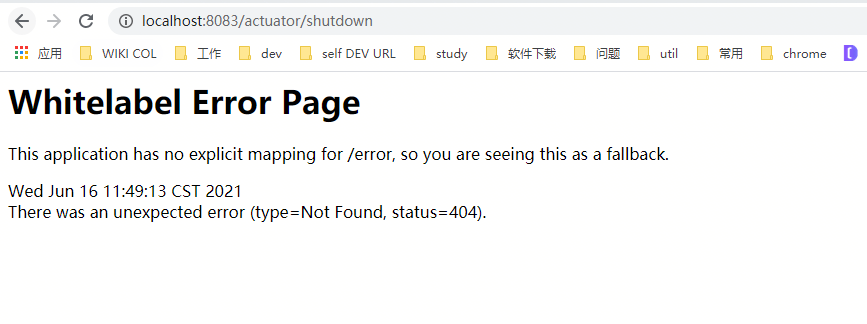 localhost:8083/actuator/shutdown
应用 WIKI COL 工作 dev self DEV URL study 软件下载 问题 util 常用 chrome
Whitelabel Error Page
This application has no explicit mapping for /error, so you are seeing this as a fallback.
Wed Jun 16 11:49:13 CST 2021
There was an unexpected error (type=Not Found, status=404).